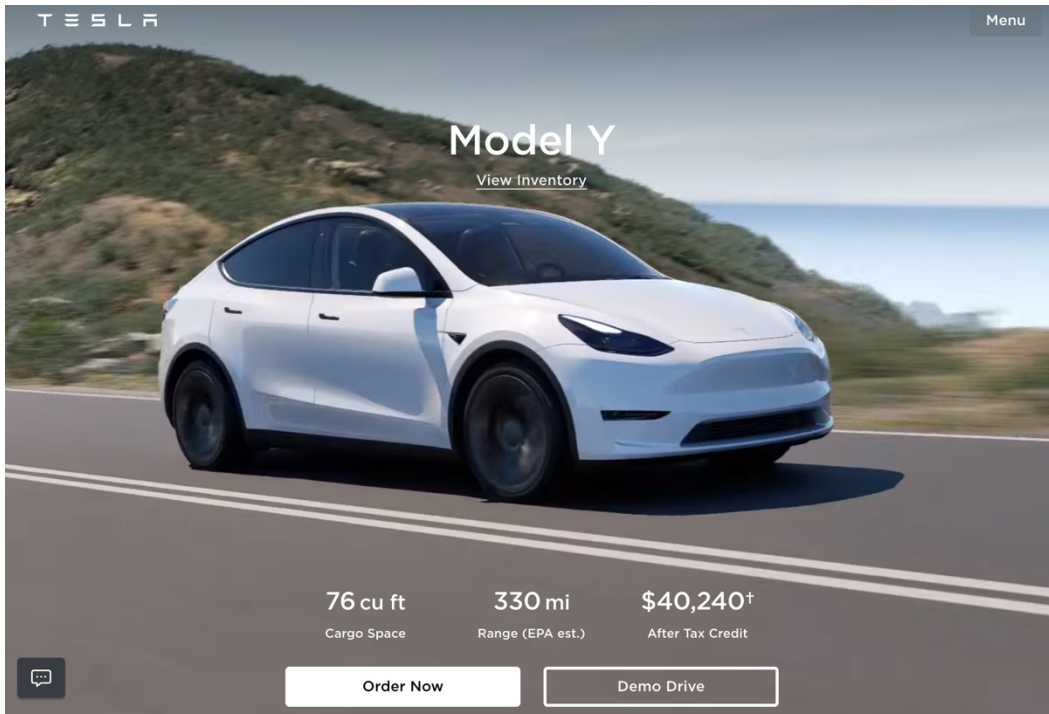 TESLA
Menu
Model Y
View Inventory
76 cu ft
330 mi
$40,240†
Cargo Space
Range (EPA est.)
After Tax Credit
Order Now
Demo Drive